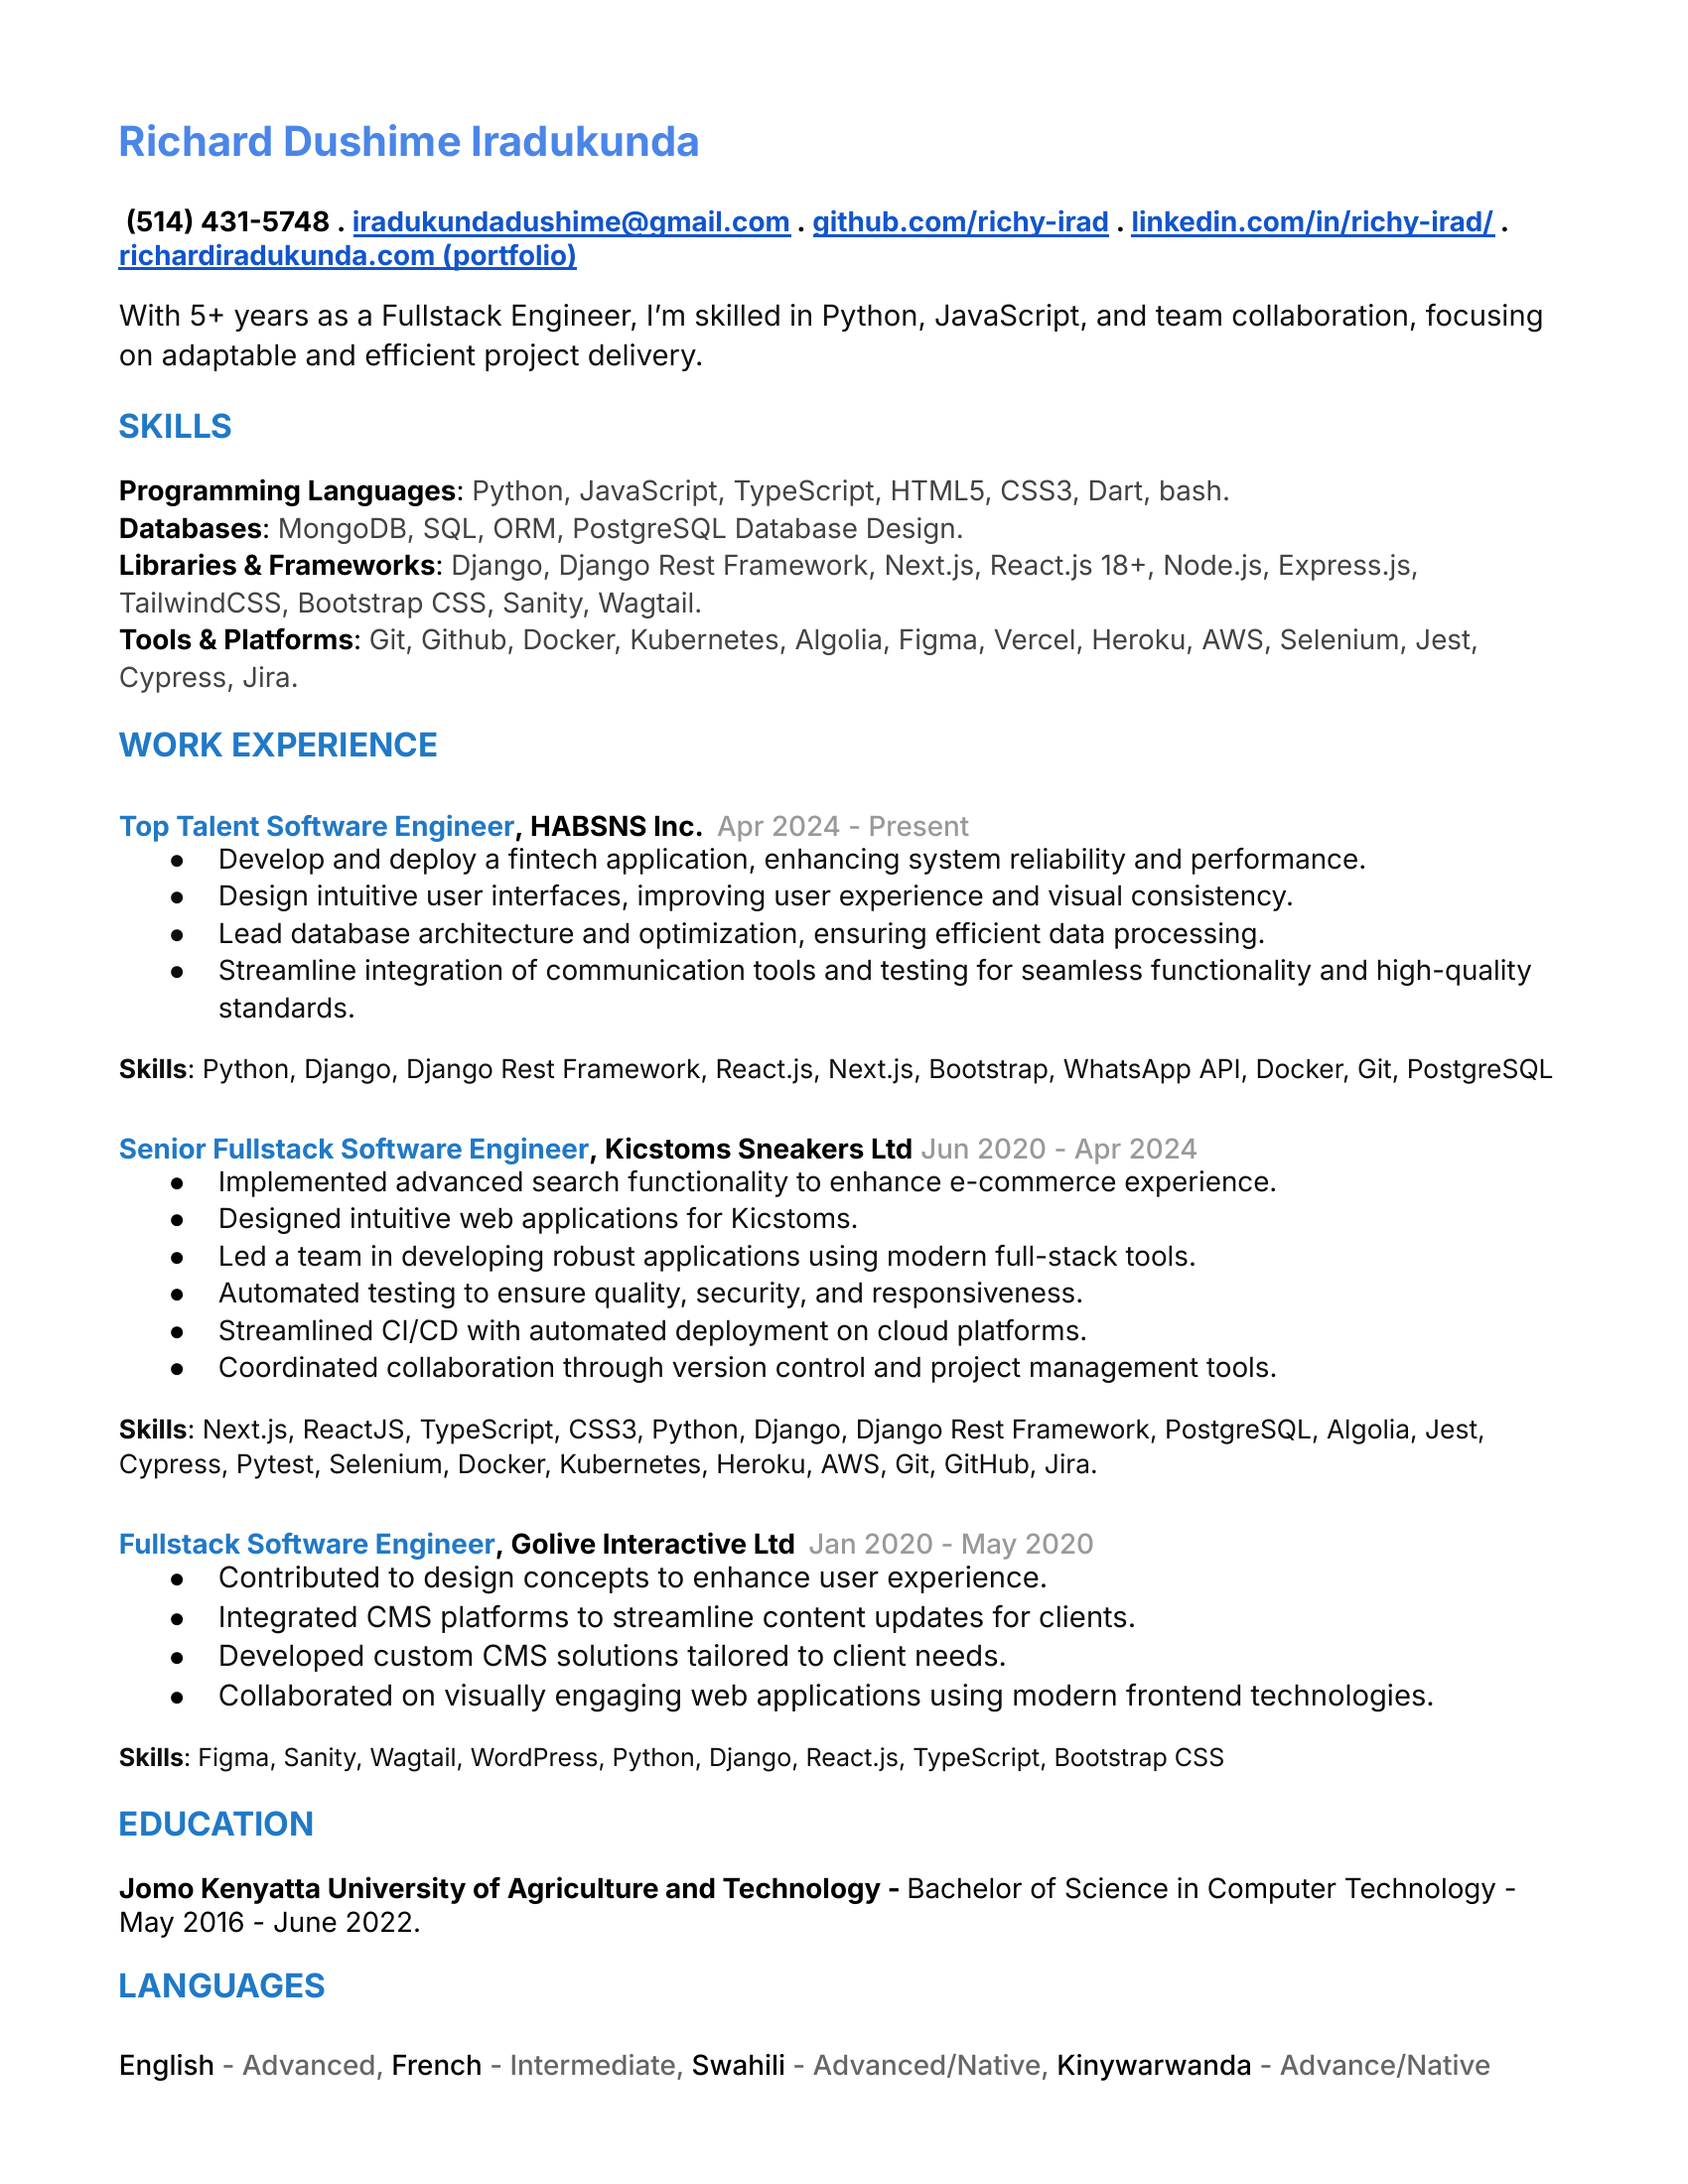 Richard Dushime Iradukunda
(514) 431-5748 . iradukundadushime@gmail.com . github.com/richy-irad . linkedin.com/in/richy-irad/ .
richardiradukunda.com (portfolio)
With 5+ years as a Fullstack Engineer, I’m skilled in Python, JavaScript, and team collaboration, focusing
on adaptable and efficient project delivery.
SKILLS
Programming Languages: Python, JavaScript, TypeScript, HTML5, CSS3, Dart, bash.
Databases: MongoDB, SQL, ORM, PostgreSQL Database Design.
Libraries & Frameworks: Django, Django Rest Framework, Next.js, React.js 18+, Node.js, Express.js,
TailwindCSS, Bootstrap CSS, Sanity, Wagtail.
Tools & Platforms: Git, Github, Docker, Kubernetes, Algolia, Figma, Vercel, Heroku, AWS, Selenium, Jest,
Cypress, Jira.
WORK EXPERIENCE
Top Talent Software Engineer, HABSNS Inc. Apr 2024 - Present
● Develop and deploy a fintech application, enhancing system reliability and performance.
● Design intuitive user interfaces, improving user experience and visual consistency.
● Lead database architecture and optimization, ensuring efficient data processing.
● Streamline integration of communication tools and testing for seamless functionality and high-quality
standards.
Skills: Python, Django, Django Rest Framework, React.js, Next.js, Bootstrap, WhatsApp API, Docker, Git, PostgreSQL
Senior Fullstack Software Engineer, Kicstoms Sneakers Ltd Jun 2020 - Apr 2024
● Implemented advanced search functionality to enhance e-commerce experience.
● Designed intuitive web applications for Kicstoms.
● Led a team in developing robust applications using modern full-stack tools.
● Automated testing to ensure quality, security, and responsiveness.
● Streamlined CI/CD with automated deployment on cloud platforms.
● Coordinated collaboration through version control and project management tools.
Skills: Next.js, ReactJS, TypeScript, CSS3, Python, Django, Django Rest Framework, PostgreSQL, Algolia, Jest,
Cypress, Pytest, Selenium, Docker, Kubernetes, Heroku, AWS, Git, GitHub, Jira.
Fullstack Software Engineer, Golive Interactive Ltd Jan 2020 - May 2020
● Contributed to design concepts to enhance user experience.
● Integrated CMS platforms to streamline content updates for clients.
● Developed custom CMS solutions tailored to client needs.
● Collaborated on visually engaging web applications using modern frontend technologies.
Skills: Figma, Sanity, Wagtail, WordPress, Python, Django, React.js, TypeScript, Bootstrap CSS
EDUCATION
Jomo Kenyatta University of Agriculture and Technology - Bachelor of Science in Computer Technology -
May 2016 - June 2022.
LANGUAGES
English - Advanced, French - Intermediate, Swahili - Advanced/Native, Kinywarwanda - Advance/Native